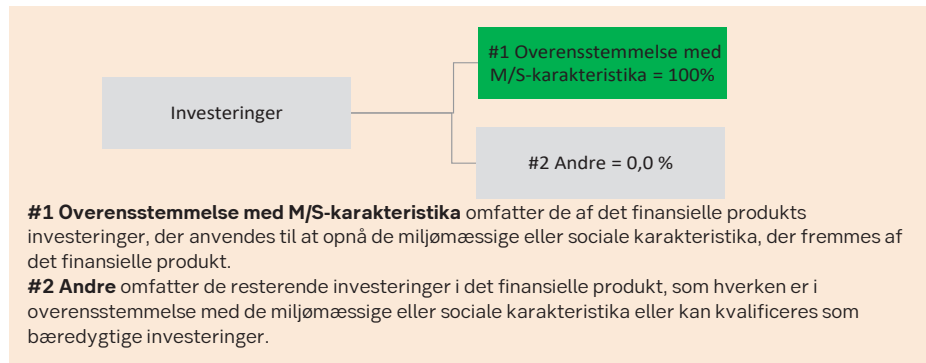 #1 Overensstemmelse med
M/S-karakteristika = 100%
Investeringer
#2 Andre = 0,0 %
#1 Overensstemmelse med M/S-karakteristika omfatter de af det finansielle produkts
investeringer, der anvendes til at opnå de miljømæssige eller sociale karakteristika, der fremmes af
det finansielle produkt.
#2 Andre omfatter de resterende investeringer i det finansielle produkt, som hverken er i
overensstemmelse med de miljømæssige eller sociale karakteristika eller kan kvalificeres som
bæredygtige investeringer.